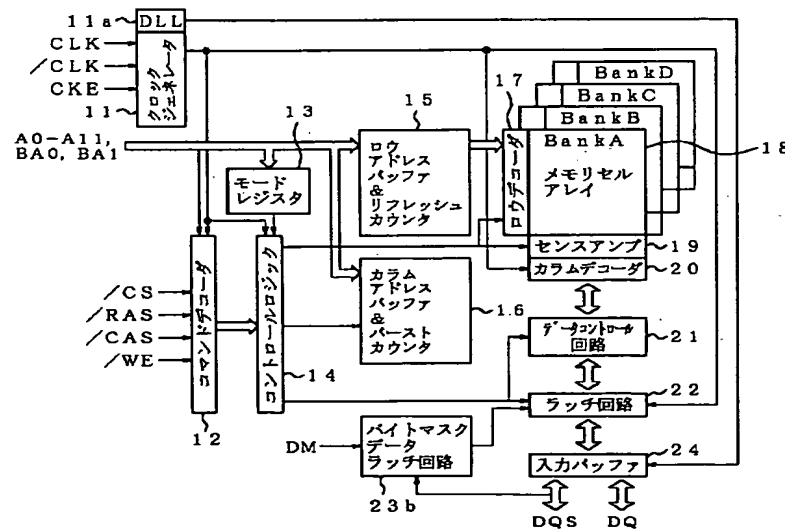 11a
DLL
CLK
/CLK
CKE
11
クロック
ジェネレータ
A0-A11,
BA0, BA1
13
モード
レジスタ
15
ロウ
アドレス
バッファ
&
リフレッシュ
カウンタ
17
ロウデコーダ
BankD
BankC
BankB
BankA
メモリセル
アレイ
18
センスアンプ
19
カラムデコーダ
20
/CS
/RAS
/CAS
/WE
コマンドデコーダ
12
コントロールロジック
14
カラム
アドレス
バッファ
&
バースト
カウンタ
16
データコントロール
回路
21
ラッチ回路
22
DM
バイトマスク
データ
ラッチ回路
23b
入力バッファ
24
DQS
DQ